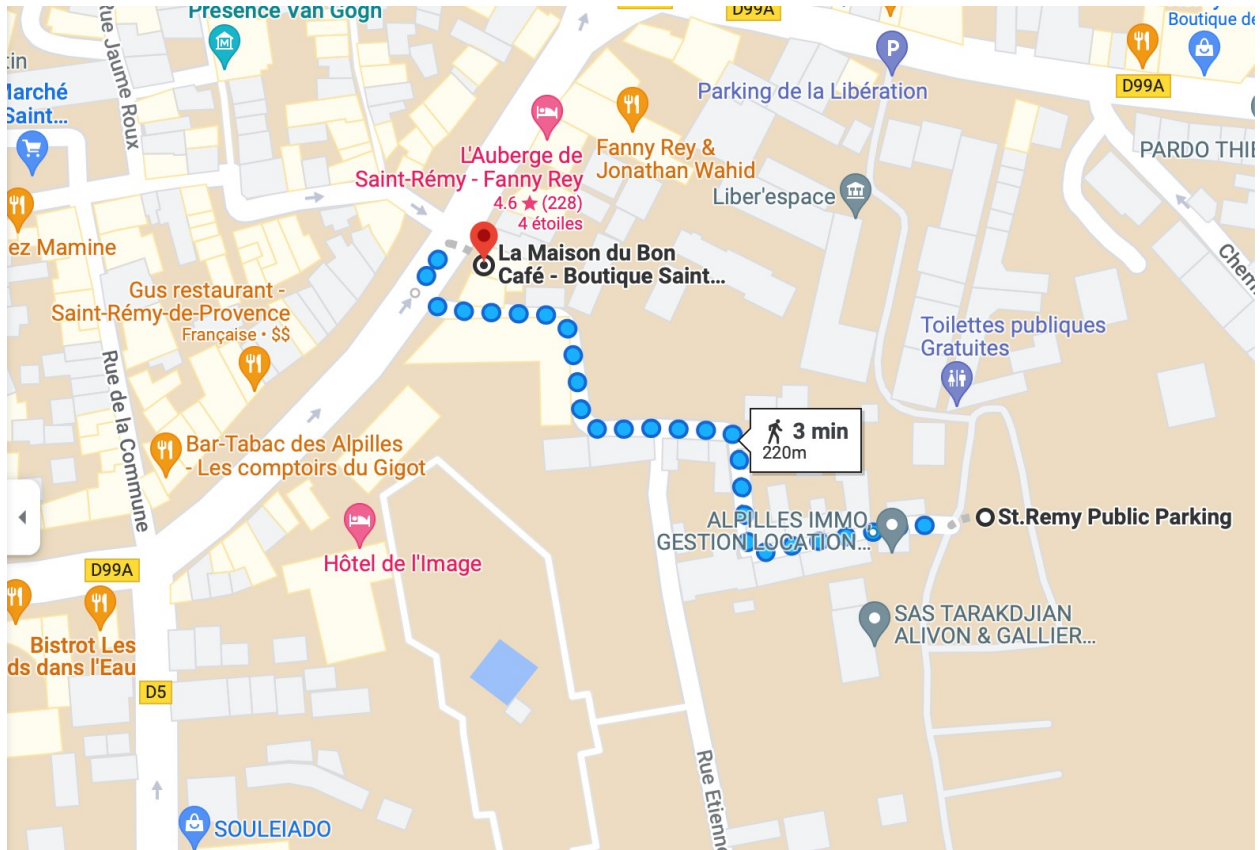 Présence Van Gogh
D99A
D99A
Boutique de
Rue Jaume Roux
Marché
Saint...
Parking de la Libération
PARDO THIE
L'Auberge de
Saint-Rémy - Fanny Rey
4.6 ★ (228)
4 étoiles
Fanny Rey &
Jonathan Wahid
Liber'espace
ez Mamine
La Maison du Bon
Café - Boutique Saint...
Chemi
Gus restaurant -
Saint-Rémy-de-Provence
Française • $$
Toilettes publiques
Gratuites
Rue de la Commune
Bar-Tabac des Alpilles
- Les comptoirs du Gigot
3 min
220m
ALPILLES IMMO
GESTION LOCATION...
St.Remy Public Parking
Hôtel de l'Image
D99A
SAS TARAKDJIAN
ALIVON & GALLIER...
Bistrot Les
ds dans l'Eau
D5
Rue Etienne
SOULEIADO